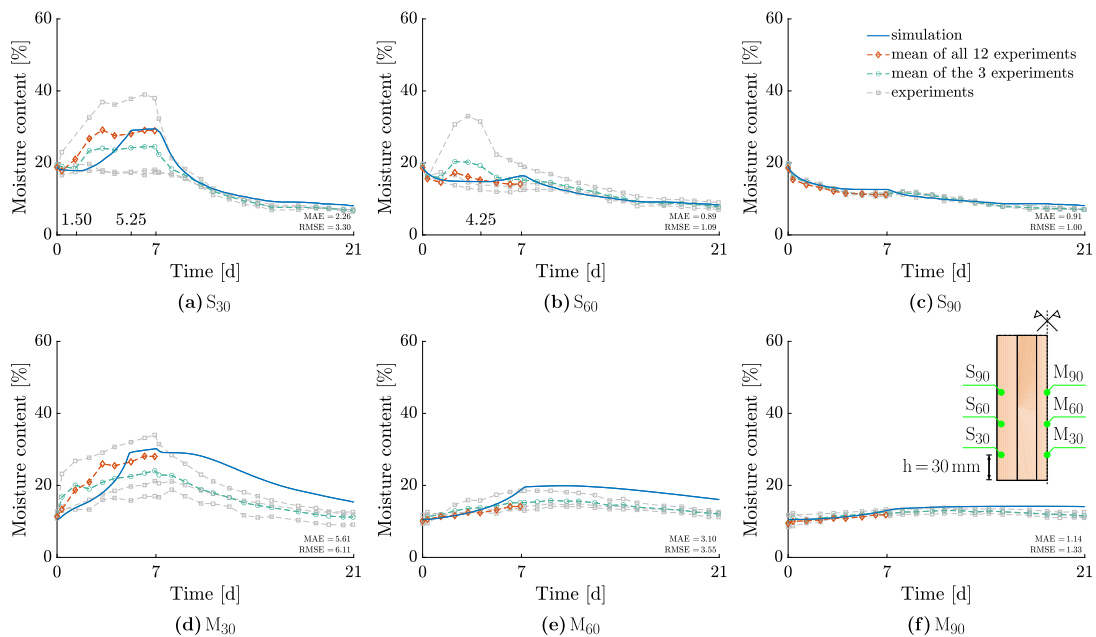 Moisture content [%]
60
40
20
0
1.50 5.25
MAE = 2.26
RMSE = 3.30
0 7 21
Time [d]
(a) S30
Moisture content [%]
60
40
20
0
4.25
MAE = 0.89
RMSE = 1.09
0 7 21
Time [d]
(b) S60
Moisture content [%]
60
40
20
0
simulation
mean of all 12 experiments
mean of the 3 experiments
experiments
MAE = 0.91
RMSE = 1.00
0 7 21
Time [d]
(c) S90
Moisture content [%]
60
40
20
0
MAE = 5.61
RMSE = 6.11
0 7 21
Time [d]
(d) M30
Moisture content [%]
60
40
20
0
MAE = 3.10
RMSE = 3.55
0 7 21
Time [d]
(e) M60
Moisture content [%]
60
40
20
0
S90 M90
S60 M60
S30 M30
h = 30 mm
MAE = 1.14
RMSE = 1.33
0 7 21
Time [d]
(f) M90